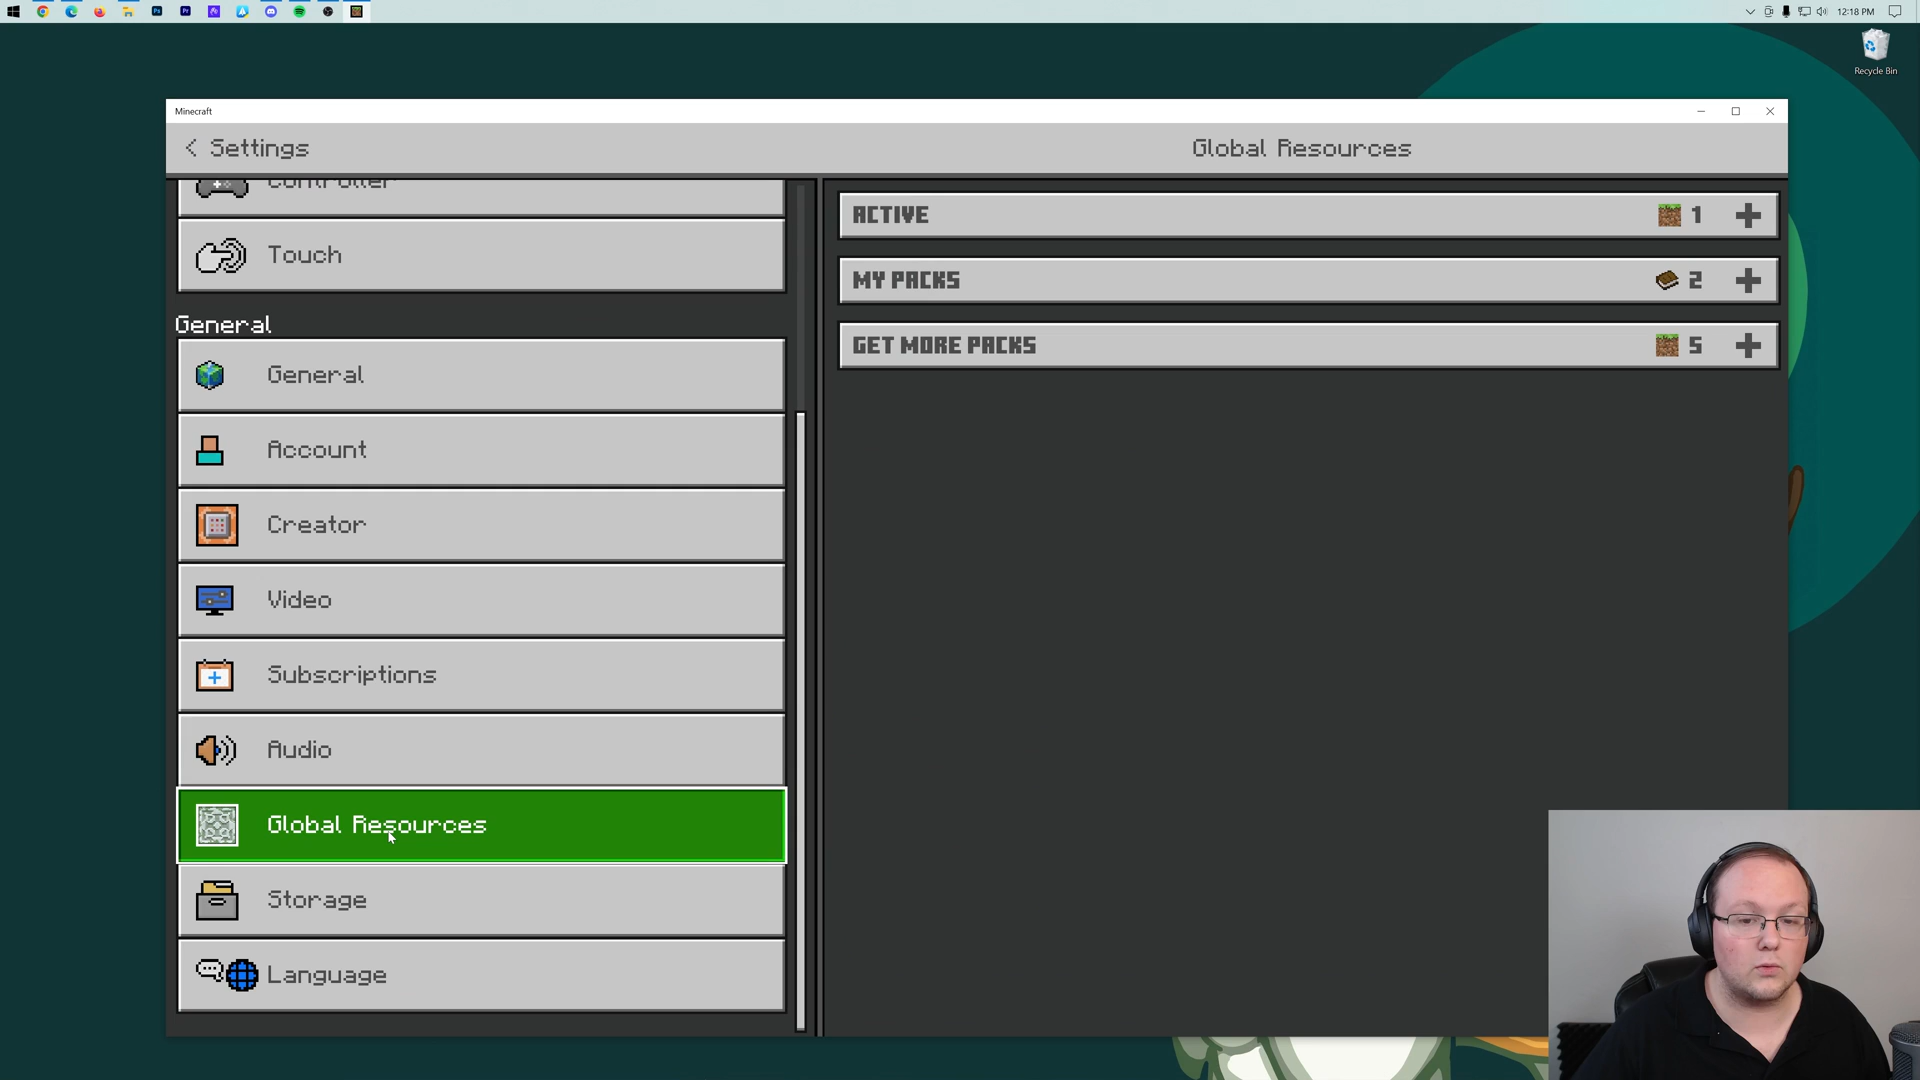 12:18 PM
Recycle Bin
Minecraft
Settings
Global Resources
Controller
Touch
General
General
Account
Creator
Video
Subscriptions
Audio
Global Resources
Storage
Language
ACTIVE 1
MY PACKS 2
GET MORE PACKS 5